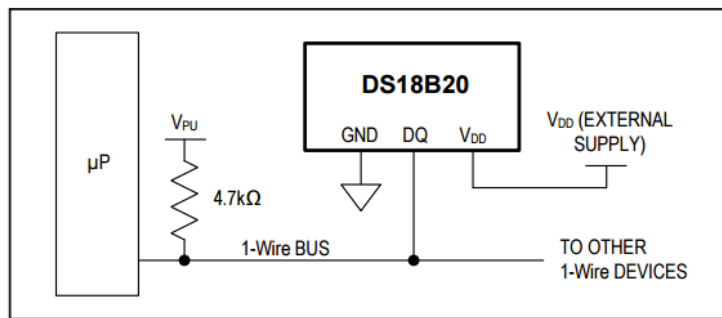 DS18B20
GND DQ VDD
VDD (EXTERNAL
SUPPLY)
VPU
µP
4.7kΩ
1-Wire BUS
TO OTHER
1-Wire DEVICES